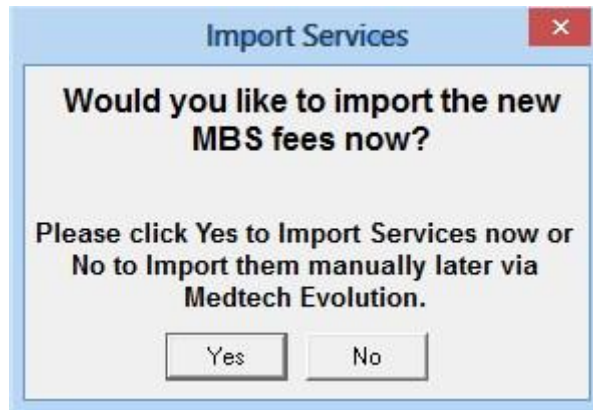 Import Services
Would you like to import the new
MBS fees now?
Please click Yes to Import Services now or
No to Import them manually later via
Medtech Evolution.
Yes
No